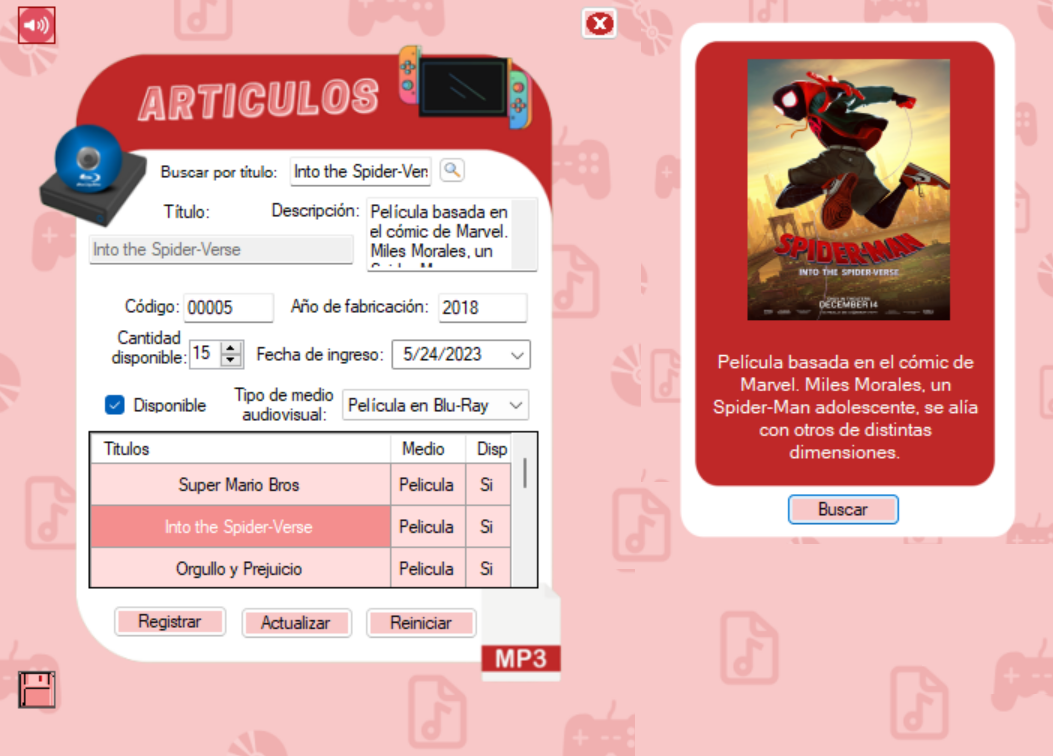 ARTICULOS
Buscar por titulo: Into the Spider-Ver
Título: Descripción: Película basada en
el cómic de Marvel.
Into the Spider-Verse Miles Morales, un
Código: 00005 Año de fabricación: 2018
Cantidad
disponible: 15 Fecha de ingreso: 5/24/2023
Disponible Tipo de medio
audiovisual: Película en Blu-Ray
Titulos Medio Disp
Super Mario Bros Pelicula Si
Into the Spider-Verse Pelicula Si
Orgullo y Prejuicio Pelicula Si
Registrar Actualizar Reiniciar
MP3
SPIDER-MAN
INTO THE SPIDER-VERSE
DECEMBER 14
Película basada en el cómic de
Marvel. Miles Morales, un
Spider-Man adolescente, se alía
con otros de distintas
dimensiones.
Buscar